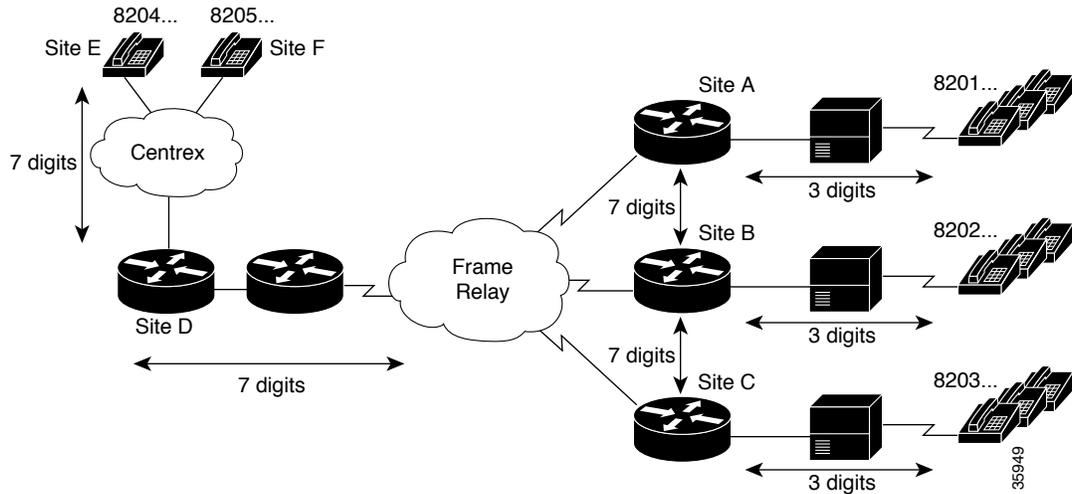 8204...
8205...
Site E
Site F
7 digits
Centrex
Site D
7 digits
Frame
Relay
Site A
8201...
3 digits
7 digits
Site B
8202...
3 digits
7 digits
Site C
8203...
3 digits
35949